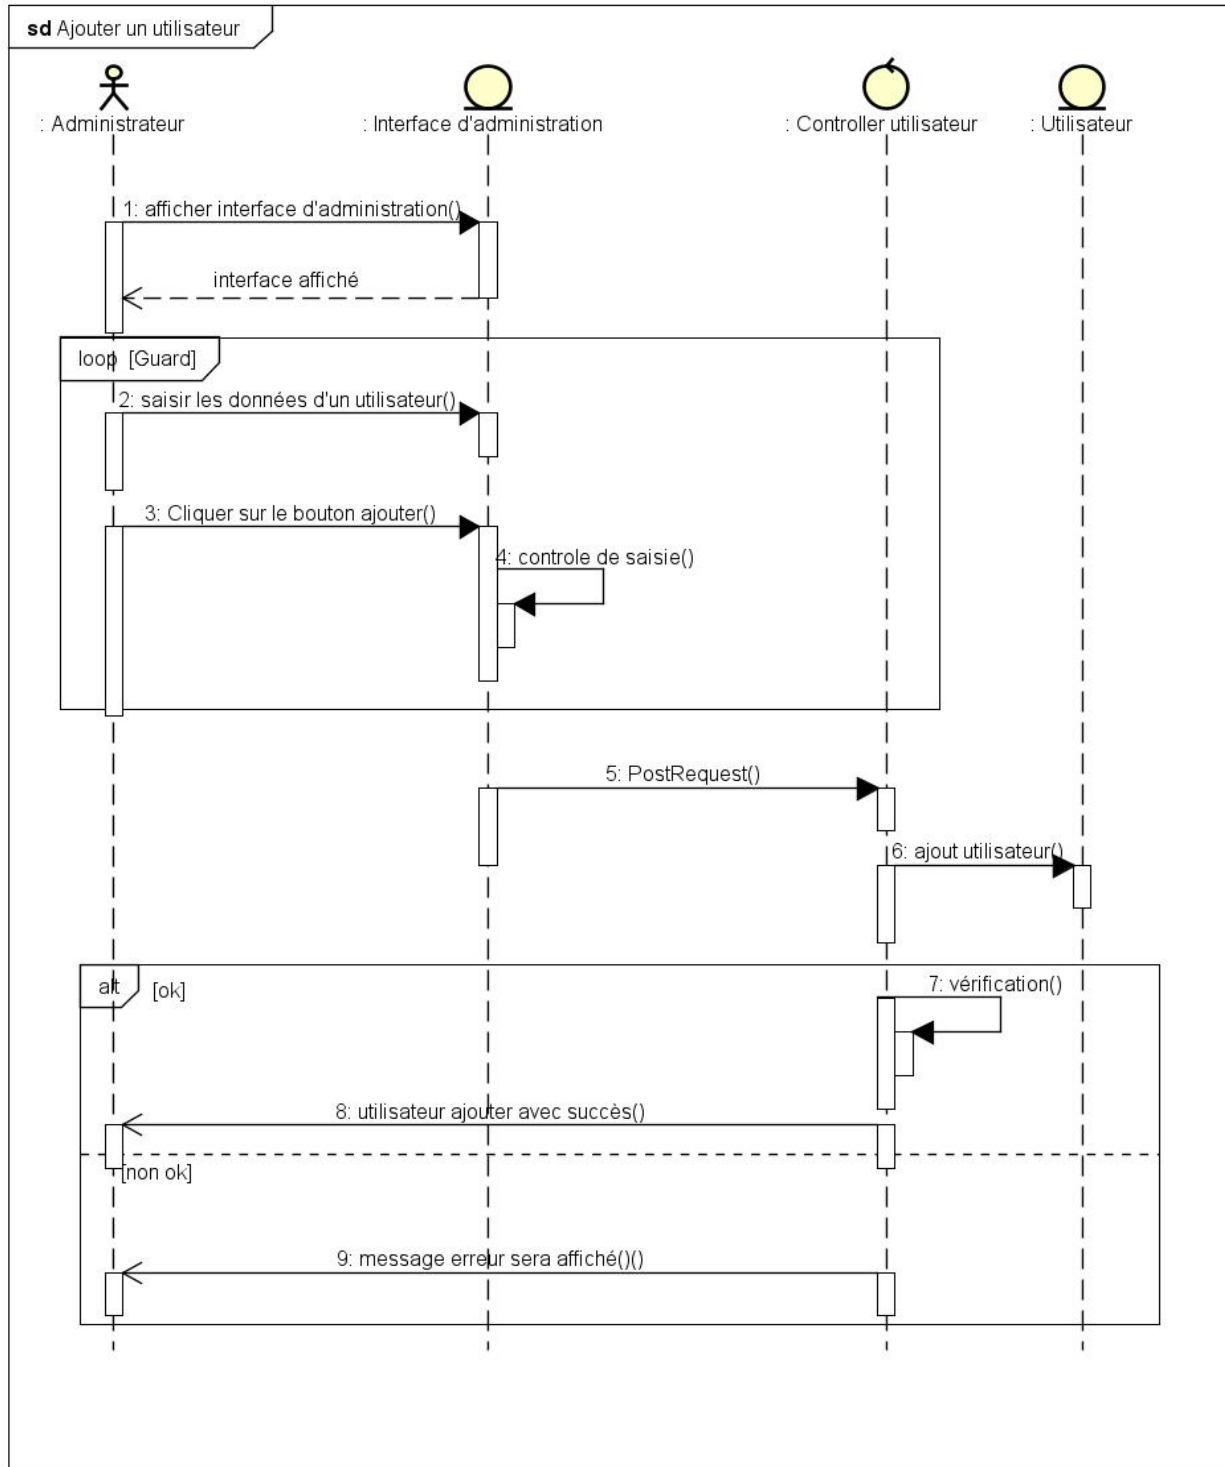 sd Ajouter un utilisateur
: Administrateur
: Interface d'administration
: Controller utilisateur
: Utilisateur
1: afficher interface d'administration()
interface affiché
loop [Guard]
2: saisir les données d'un utilisateur()
3: Cliquer sur le bouton ajouter()
4: controle de saisie()
5: PostRequest()
6: ajout utilisateur()
alt [ok]
7: vérification()
8: utilisateur ajouter avec succès()
[non ok]
9: message erreur sera affiché()()